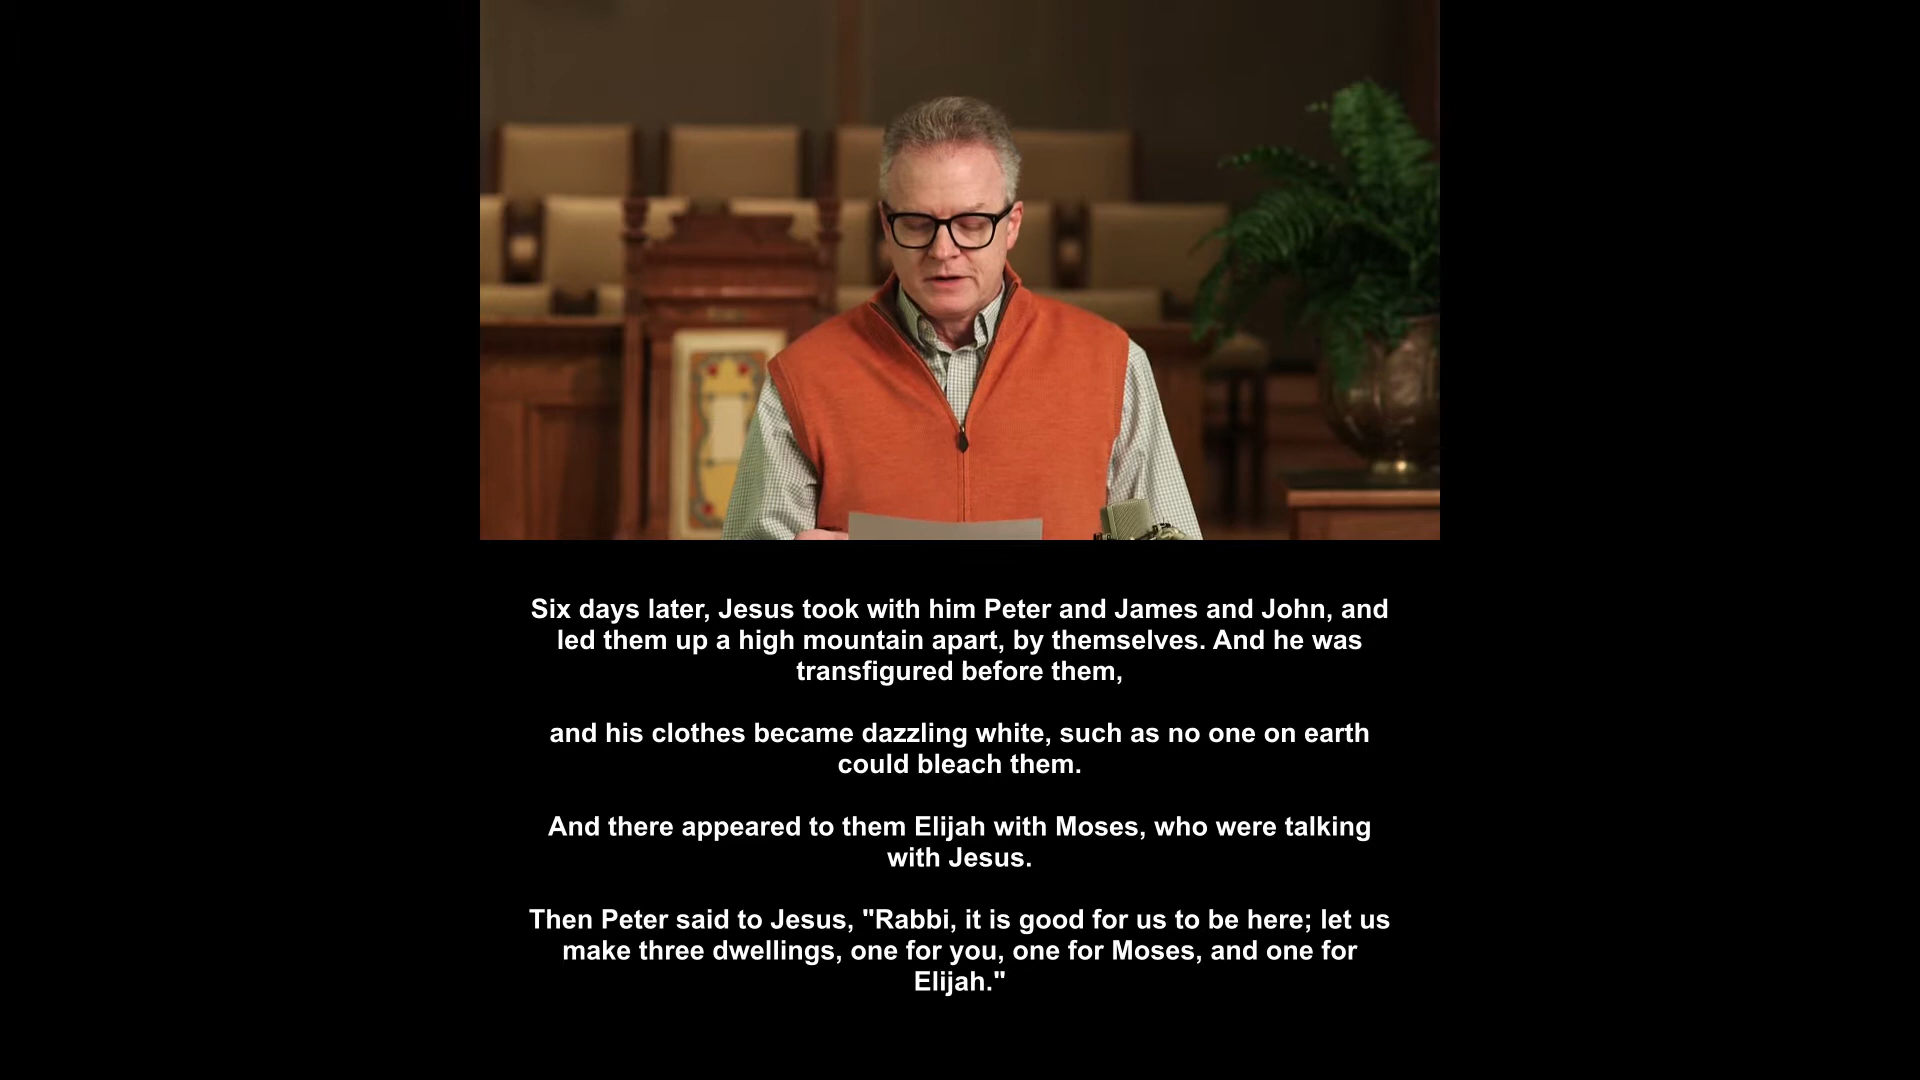 Six days later, Jesus took with him Peter and James and John, and
led them up a high mountain apart, by themselves. And he was
transfigured before them,
and his clothes became dazzling white, such as no one on earth
could bleach them.
And there appeared to them Elijah with Moses, who were talking
with Jesus.
Then Peter said to Jesus, "Rabbi, it is good for us to be here; let us
make three dwellings, one for you, one for Moses, and one for
Elijah."